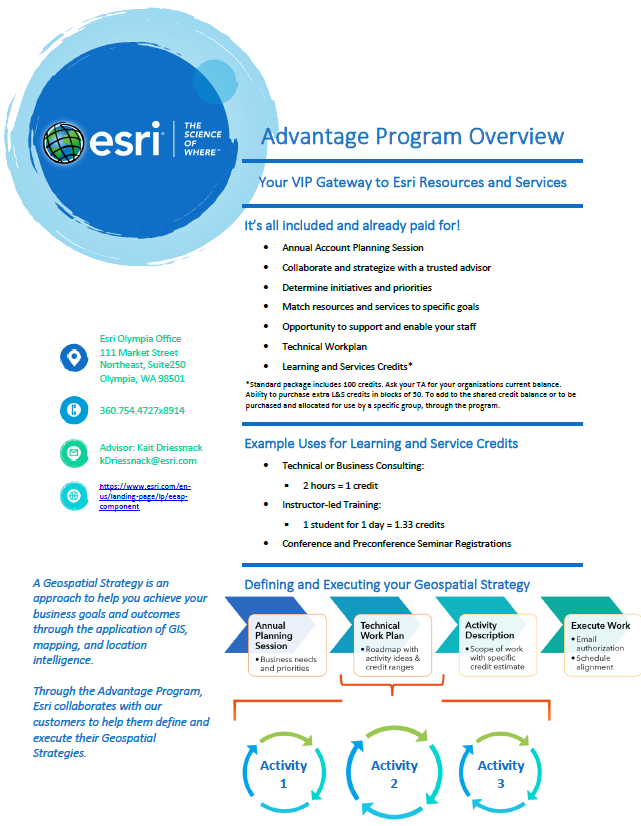 esri
THE
SCIENCE
OF
WHERE™
Advantage Program Overview
Your VIP Gateway to Esri Resources and Services
It's all included and already paid for!
• Annual Account Planning Session
• Collaborate and strategize with a trusted advisor
• Determine initiatives and priorities
• Match resources and services to specific goals
• Opportunity to support and enable your staff
• Technical Workplan
• Learning and Services Credits*
*Standard package includes 100 credits. Ask your TA for your organizations current balance.
Ability to purchase extra L&S credits in blocks of 50. To add to the shared credit balance or to be
purchased and allocated for use by a specific group, through the program.
Esri Olympia Office
111 Market Street
Northeast, Suite250
Olympia, WA 98501
360.754.4727x8914
Advisor: Kait Driessnack
kDriessnack@esri.com
https://www.esri.com/en-
us/landing-page/lp/eeap-
component
Example Uses for Learning and Service Credits
• Technical or Business Consulting:
▪ 2 hours = 1 credit
• Instructor-led Training:
▪ 1 student for 1 day = 1.33 credits
• Conference and Preconference Seminar Registrations
A Geospatial Strategy is an
approach to help you achieve your
business goals and outcomes
through the application of GIS,
mapping, and location
intelligence.
Through the Advantage Program,
Esri collaborates with our
customers to help them define and
execute their Geospatial
Strategies.
Defining and Executing your Geospatial Strategy
Annual
Planning
Session
• Business needs
and priorities
Technical
Work Plan
• Roadmap with
activity ideas &
credit ranges
Activity
Description
• Scope of work
with specific
credit estimate
Execute Work
• Email
authorization
• Schedule
alignment
Activity
1
Activity
2
Activity
3